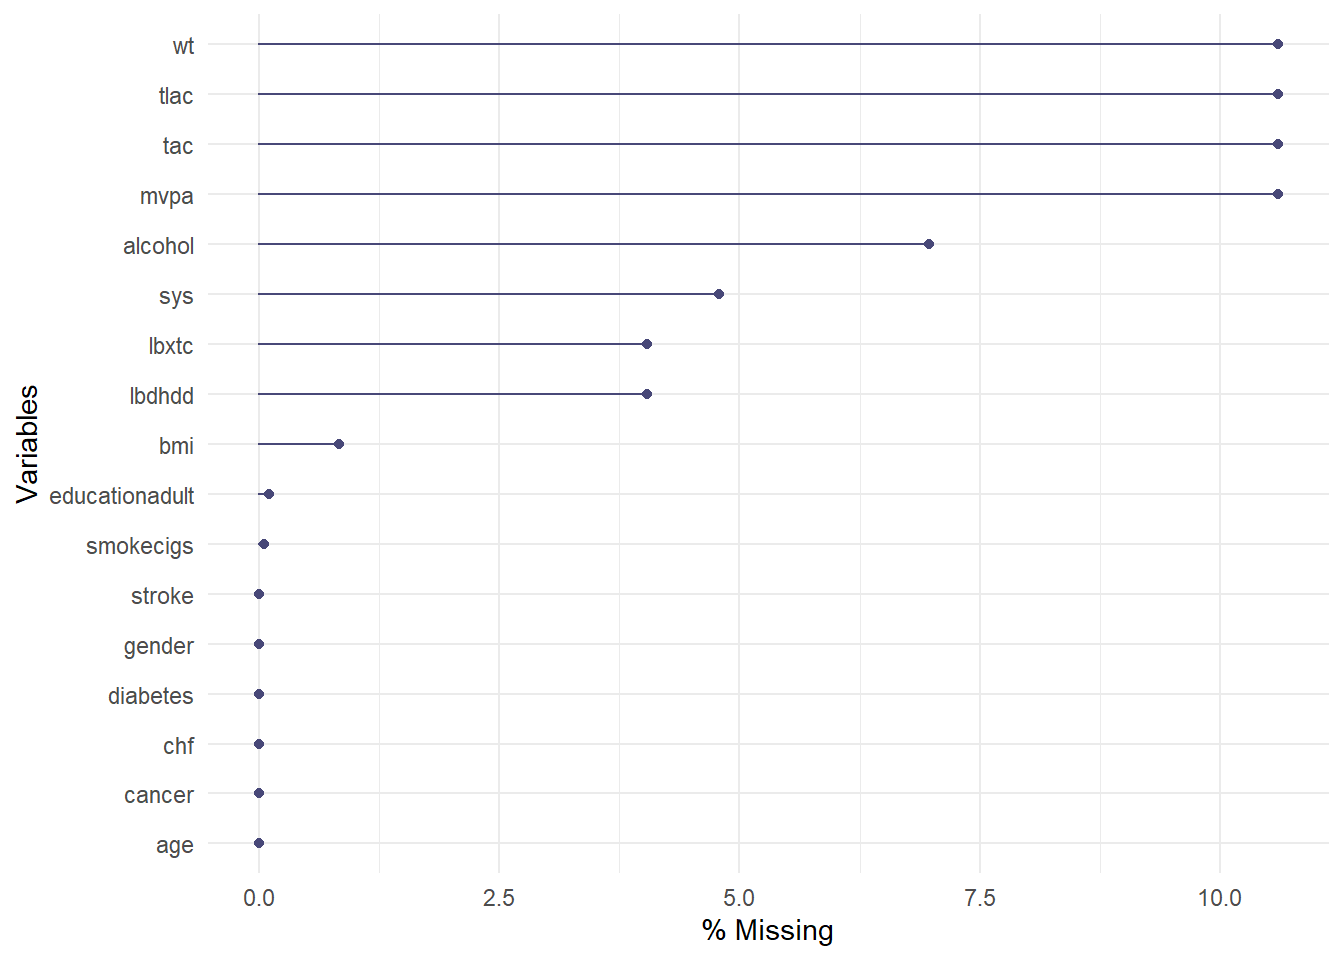 wt
tlac
tac
mvpa
alcohol
sys
lbxtc
lbdhdd
bmi
educationadult
smokecigs
stroke
gender
diabetes
chf
cancer
age
Variables
0.0 2.5 5.0 7.5 10.0
% Missing